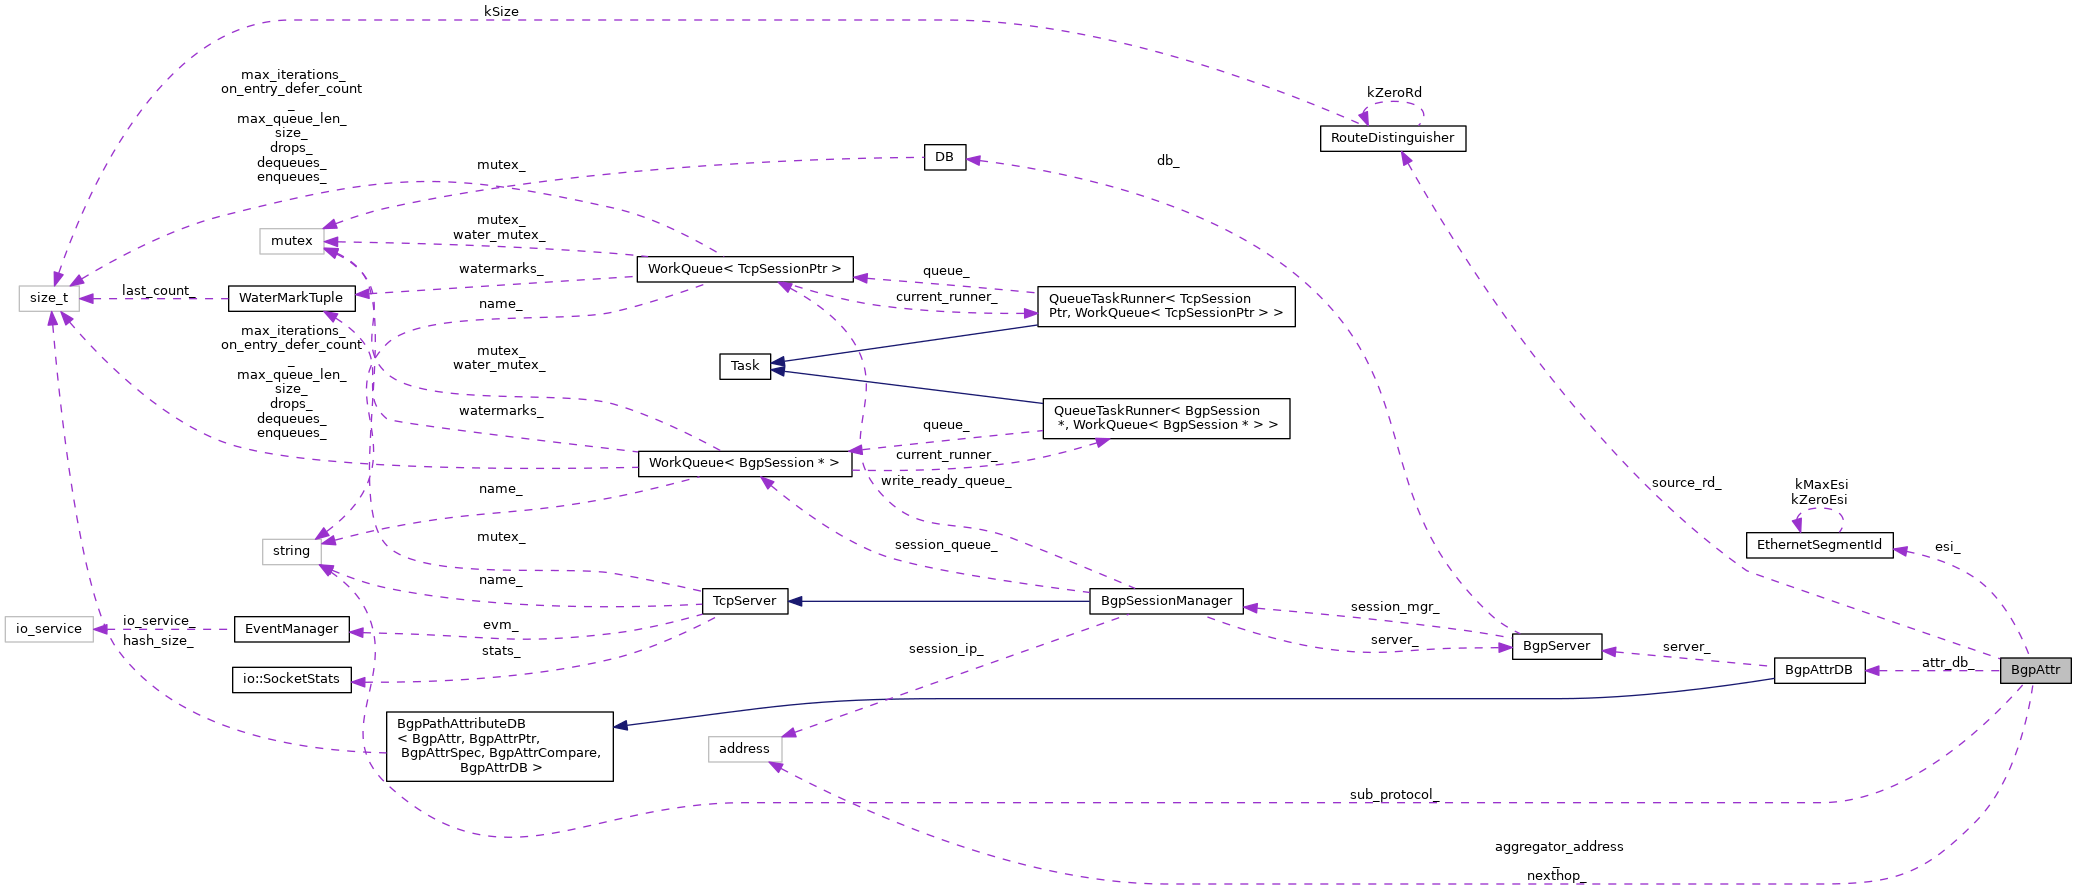 kSize
max_iterations_
on_entry_defer_count
_
max_queue_len_
size_
drops_
dequeues_
enqueues_
kZeroRd
RouteDistinguisher
DB
db_
mutex_
mutex
mutex_
water_mutex_
WorkQueue< TcpSessionPtr >
watermarks_
queue_
current_runner_
QueueTaskRunner< TcpSession
Ptr, WorkQueue< TcpSessionPtr > >
size_t
last_count_
WaterMarkTuple
name_
max_iterations_
on_entry_defer_count
_
max_queue_len_
size_
drops_
dequeues_
enqueues_
mutex_
water_mutex_
Task
watermarks_
QueueTaskRunner< BgpSession
*, WorkQueue< BgpSession * > >
queue_
current_runner_
WorkQueue< BgpSession * >
write_ready_queue_
name_
source_rd_
kMaxEsi
kZeroEsi
EthernetSegmentId
esi_
string
mutex_
session_queue_
name_
TcpServer
BgpSessionManager
session_mgr_
io_service
io_service_
EventManager
evm_
hash_size_
stats_
session_ip_
server_
BgpServer
server_
BgpAttrDB
attr_db_
BgpAttr
io::SocketStats
BgpPathAttributeDB
< BgpAttr, BgpAttrPtr,
BgpAttrSpec, BgpAttrCompare,
BgpAttrDB >
address
sub_protocol_
aggregator_address
_
nexthop_